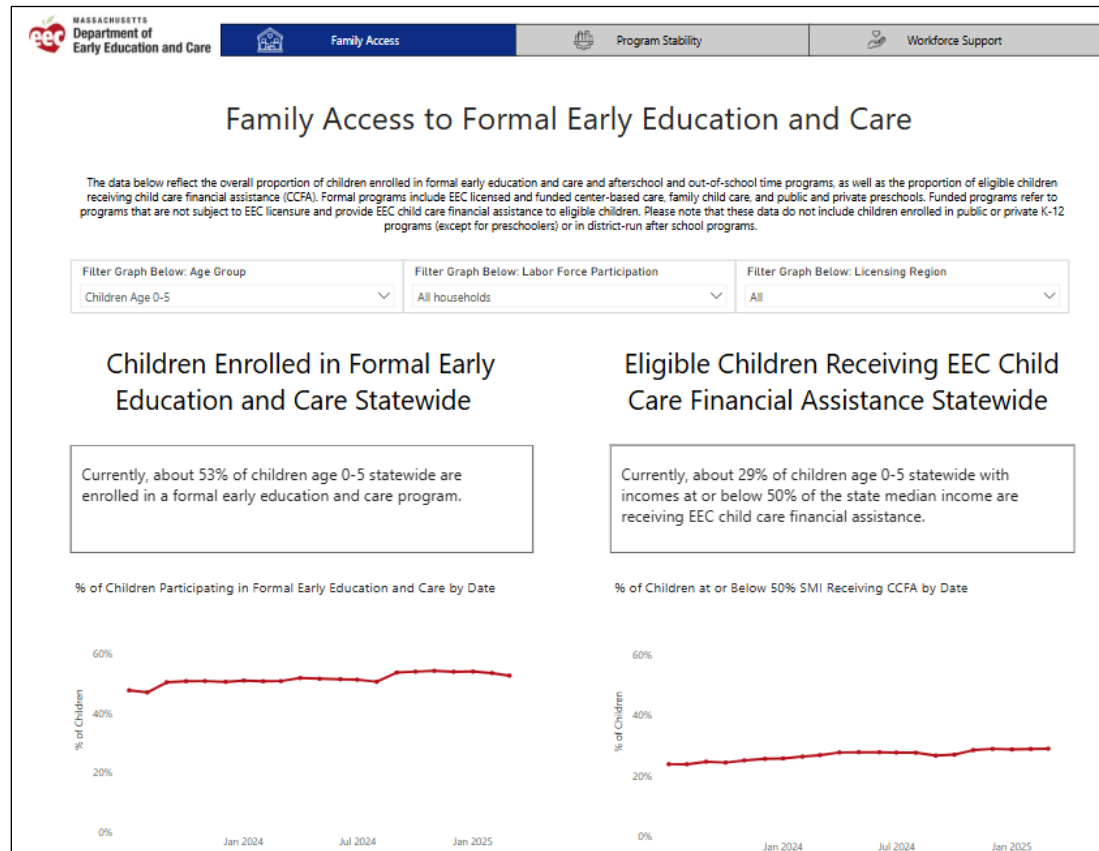 MASSACHUSETTS
eec
Department of
Early Education and Care
Family Access
Program Stability
Workforce Support
Family Access to Formal Early Education and Care
The data below reflect the overall proportion of children enrolled in formal early education and care and afterschool and out-of-school time programs, as well as the proportion of eligible children
receiving child care financial assistance (CCFA). Formal programs include EEC licensed and funded center-based care, family child care, and public and private preschools. Funded programs refer to
programs that are not subject to EEC licensure and provide EEC child care financial assistance to eligible children. Please note that these data do not include children enrolled in public or private K-12
programs (except for preschoolers) or in district-run after school programs.
Filter Graph Below: Age Group
Children Age 0-5
Filter Graph Below: Labor Force Participation
All households
Filter Graph Below: Licensing Region
All
Children Enrolled in Formal Early
Education and Care Statewide
Currently, about 53% of children age 0-5 statewide are
enrolled in a formal early education and care program.
% of Children Participating in Formal Early Education and Care by Date
% of Children
60%
40%
20%
0%
Jan 2024
Jul 2024
Jan 2025
Eligible Children Receiving EEC Child
Care Financial Assistance Statewide
Currently, about 29% of children age 0-5 statewide with
incomes at or below 50% of the state median income are
receiving EEC child care financial assistance.
% of Children at or Below 50% SMI Receiving CCFA by Date
% of Children
60%
40%
20%
0%
Jan 2024
Jul 2024
Jan 2025